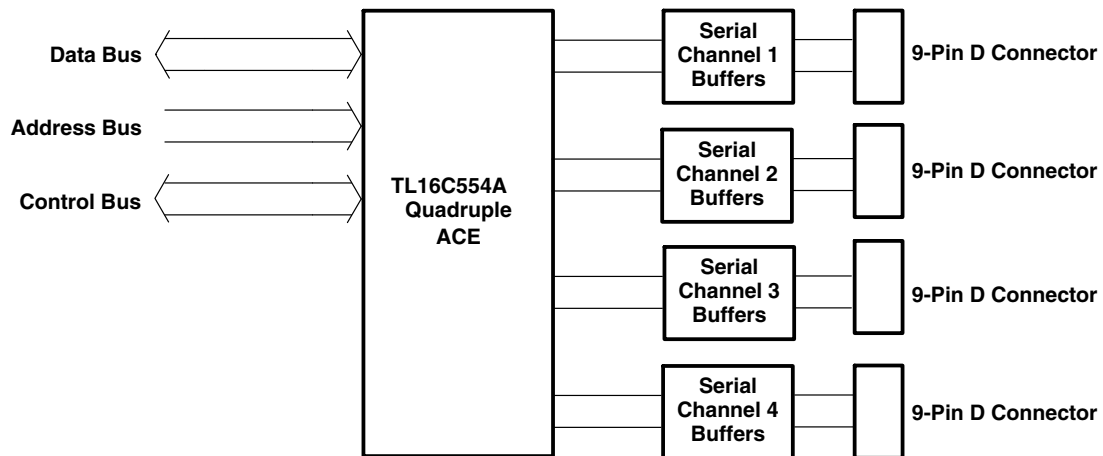 Data Bus
Address Bus
Control Bus
TL16C554A
Quadruple
ACE
Serial
Channel 1
Buffers
9-Pin D Connector
Serial
Channel 2
Buffers
9-Pin D Connector
Serial
Channel 3
Buffers
9-Pin D Connector
Serial
Channel 4
Buffers
9-Pin D Connector